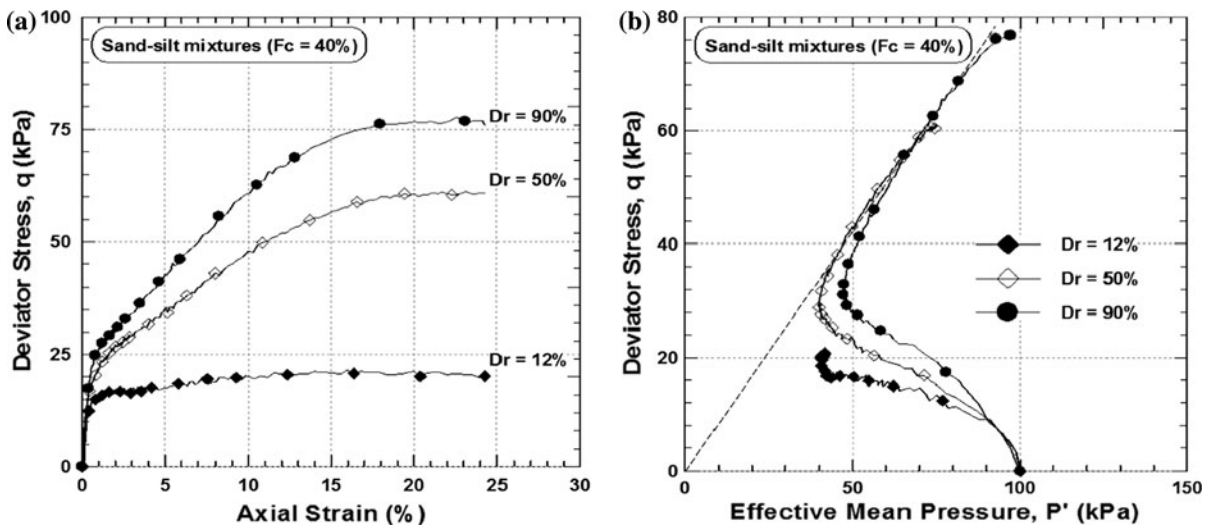 (a)
100
75
50
25
0
Deviator Stress, q (kPa)
Sand-silt mixtures (Fc = 40%)
Dr = 90%
Dr = 50%
Dr = 12%
0 5 10 15 20 25 30
Axial Strain (%)
(b)
80
60
40
20
0
Deviator Stress, q (kPa)
Sand-silt mixtures (Fc = 40%)
Dr = 12%
Dr = 50%
Dr = 90%
0 50 100 150
Effective Mean Pressure, P' (kPa)